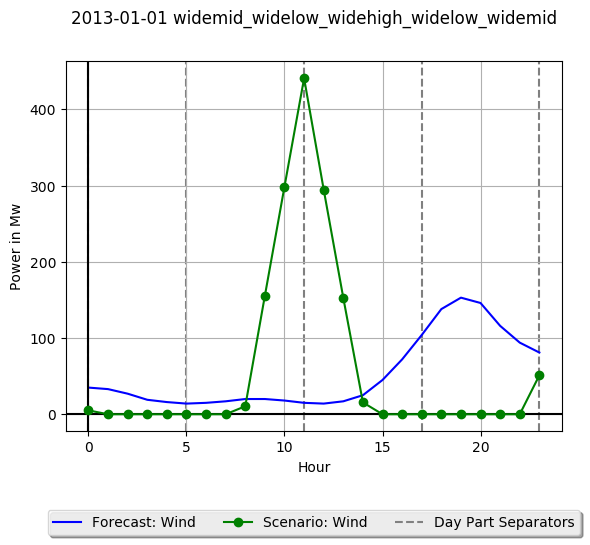 2013-01-01 widemid_widelow_widehigh_widelow_widemid
Power in Mw
400
300
200
100
0
0 5 10 15 20
Hour
Forecast: Wind Scenario: Wind Day Part Separators